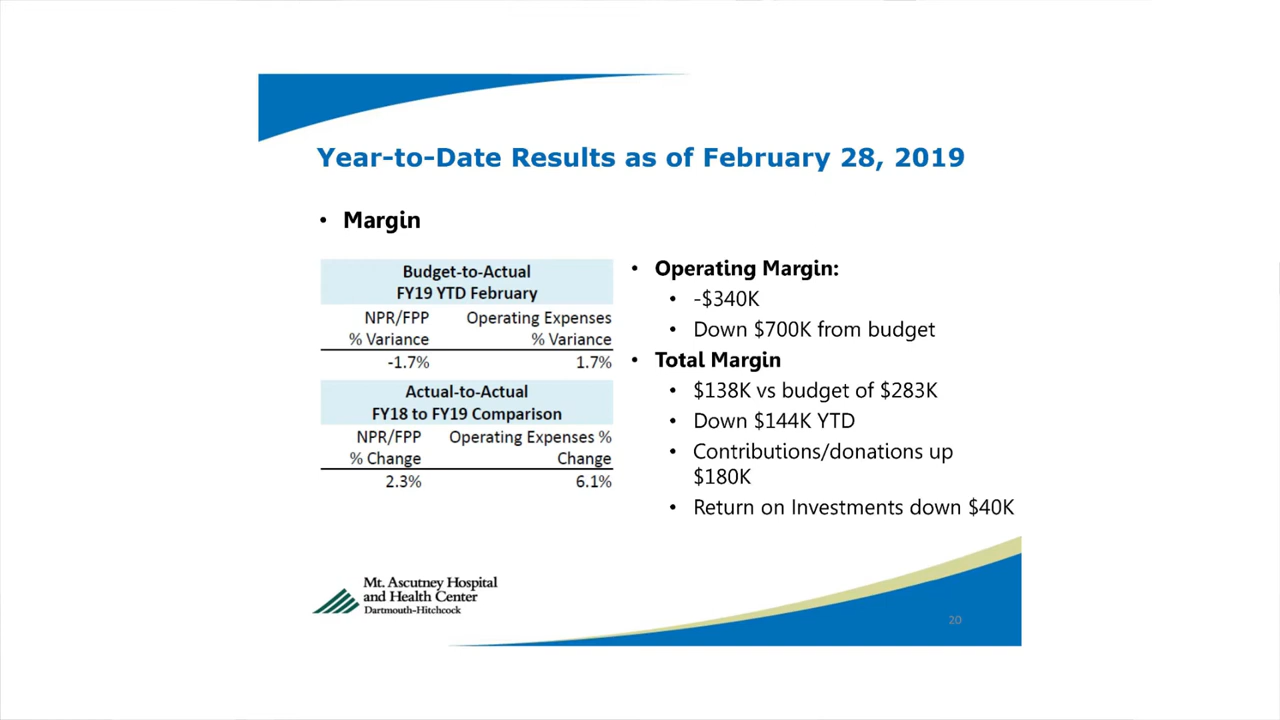 Year-to-Date Results as of February 28, 2019
• Margin
Budget-to-Actual
FY19 YTD February
NPR/FPP Operating Expenses
% Variance % Variance
-1.7% 1.7%
Actual-to-Actual
FY18 to FY19 Comparison
NPR/FPP Operating Expenses %
% Change Change
2.3% 6.1%
• Operating Margin:
• -$340K
• Down $700K from budget
• Total Margin
• $138K vs budget of $283K
• Down $144K YTD
• Contributions/donations up
$180K
• Return on Investments down $40K
Mt. Ascutney Hospital
and Health Center
Dartmouth-Hitchcock
20